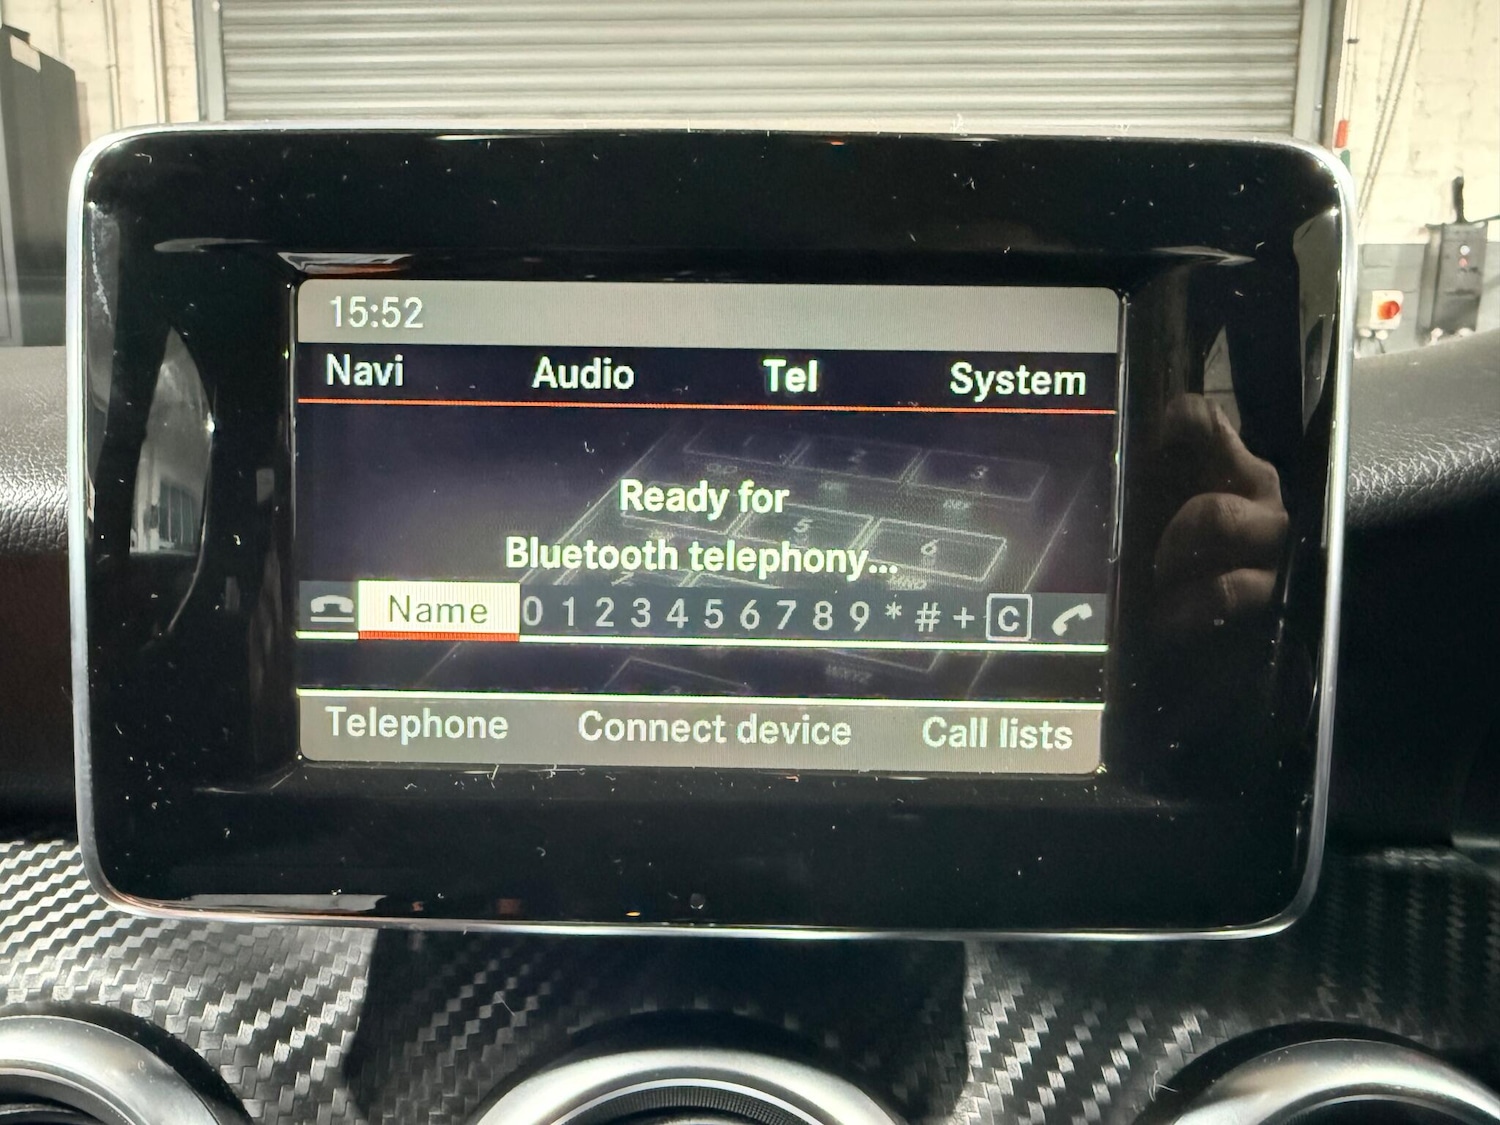 15:52
Navi Audio Tel System
Ready for
Bluetooth telephony...
Name 0 1 2 3 4 5 6 7 8 9 * # + C
Telephone Connect device Call lists